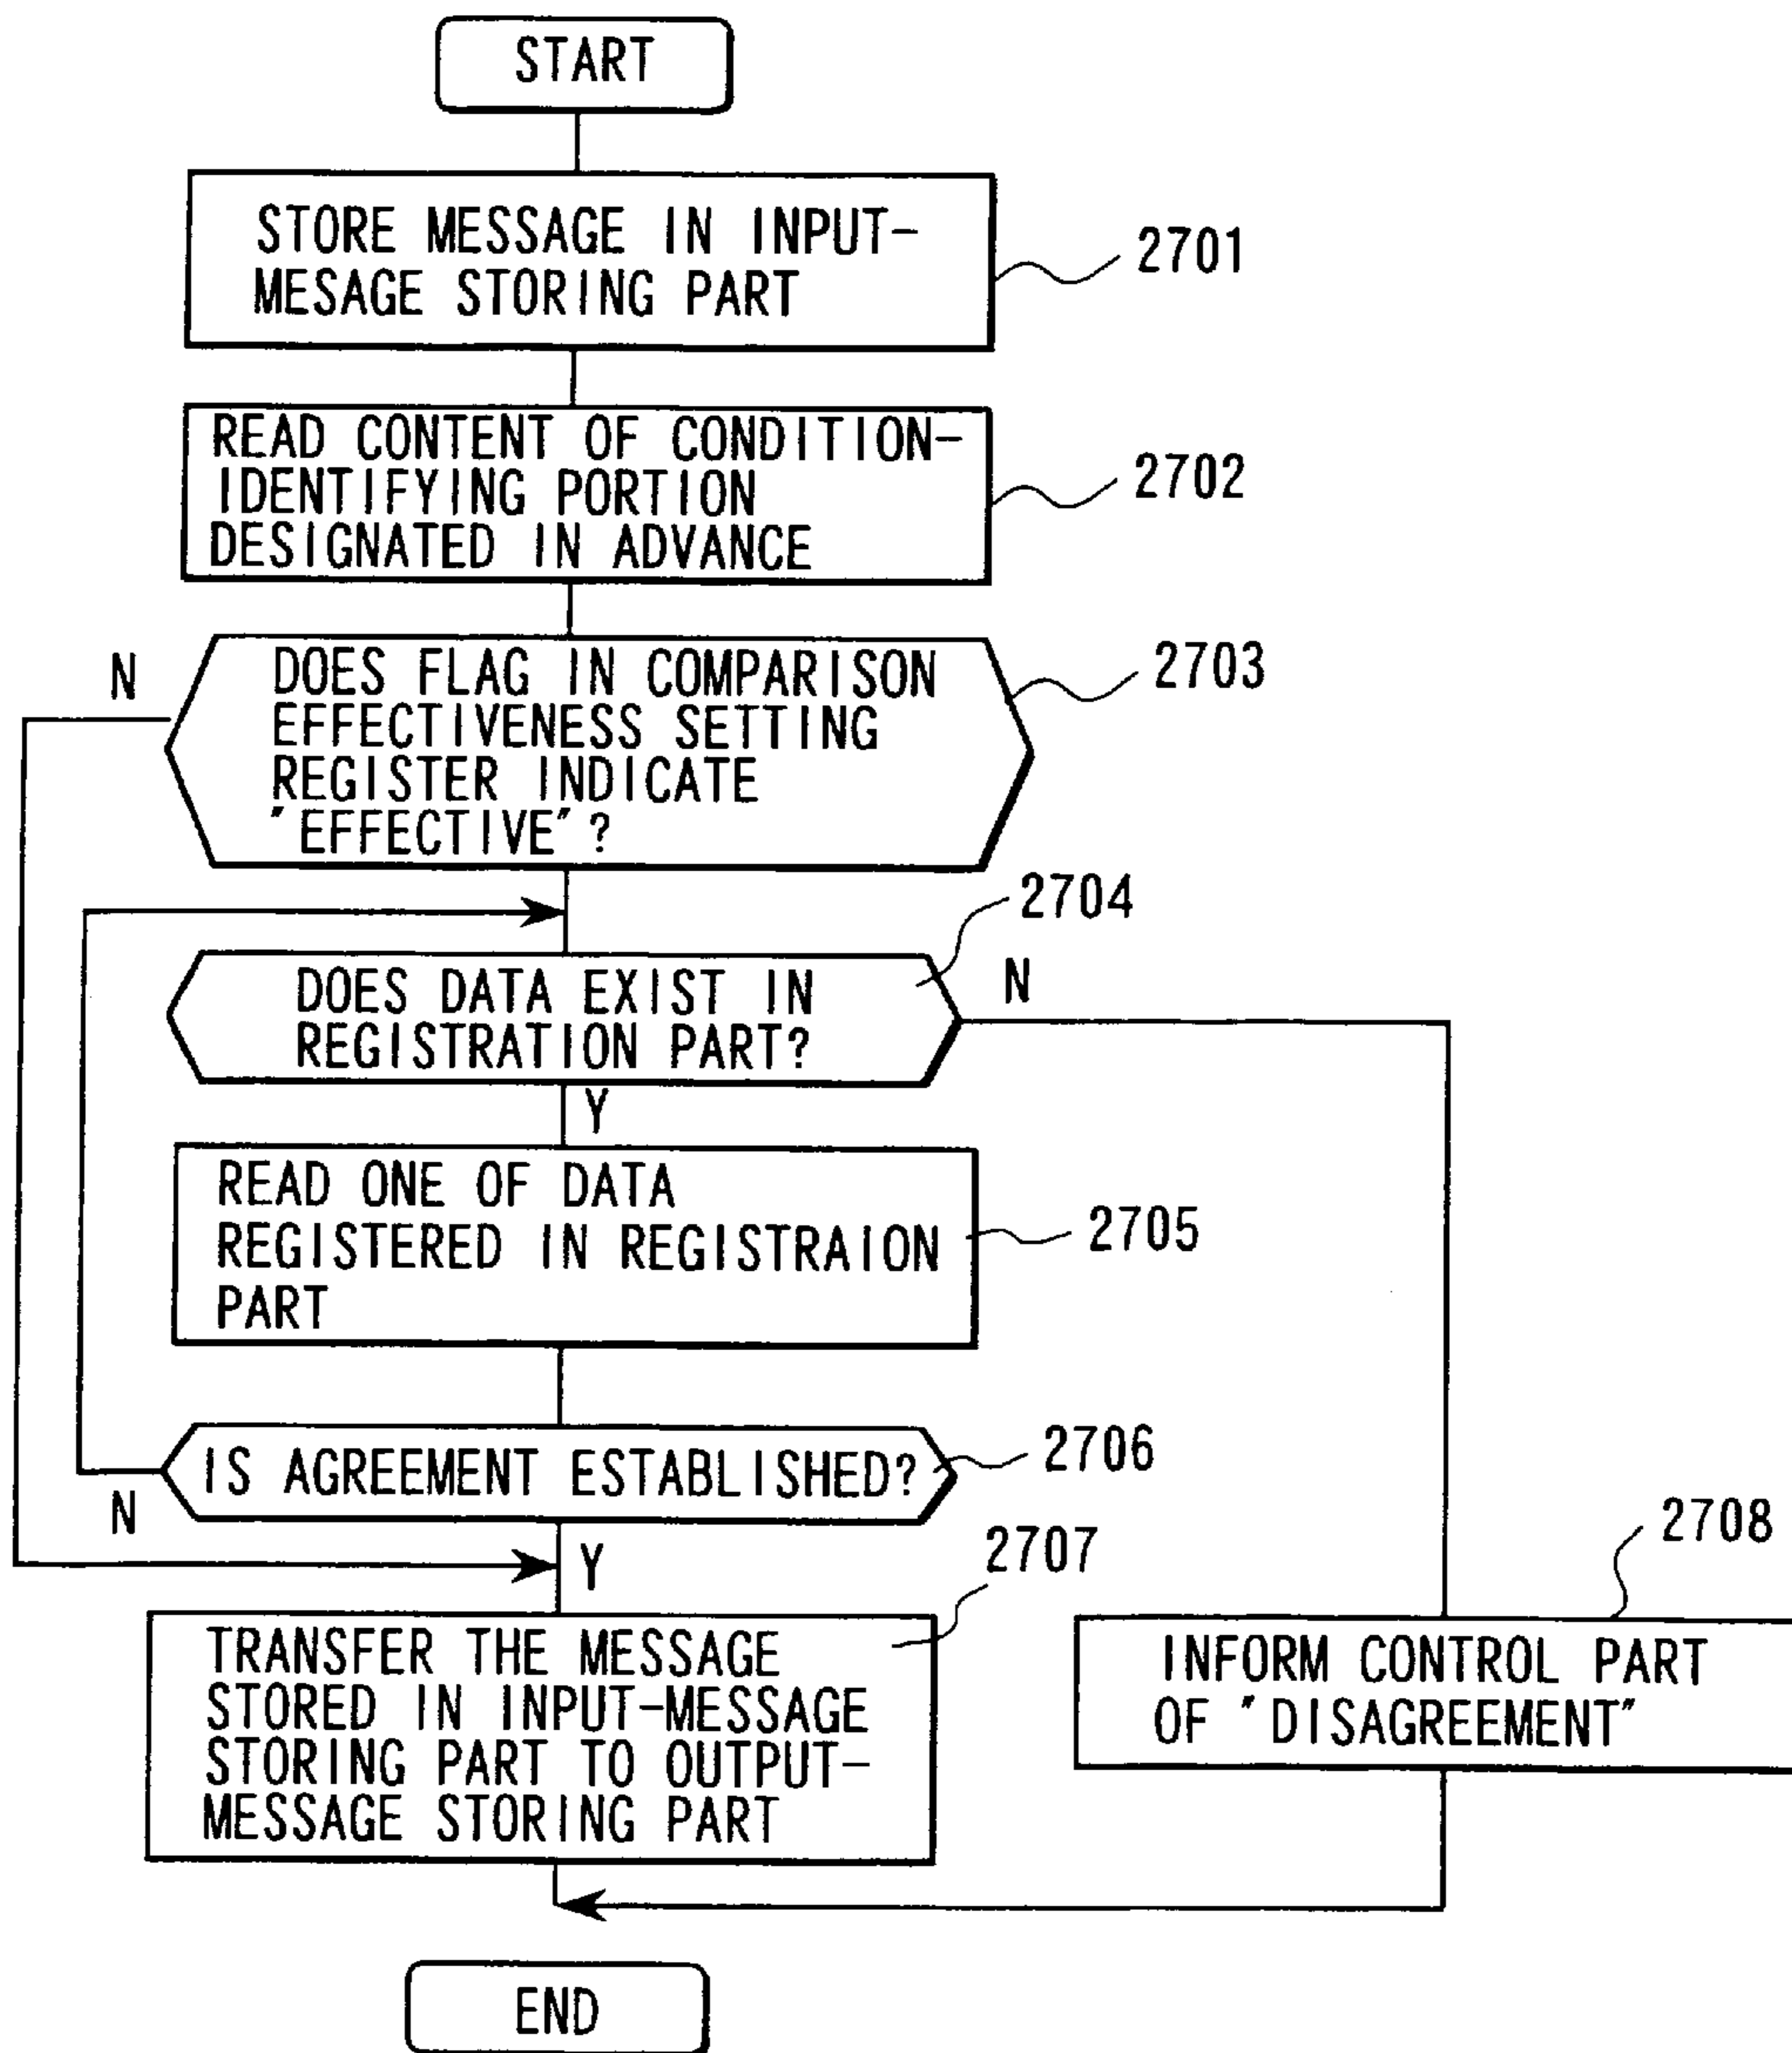 START
STORE MESSAGE IN INPUT-
MESAGE STORING PART
2701
READ CONTENT OF CONDITION-
IDENTIFYING PORTION
DESIGNATED IN ADVANCE
2702
N
DOES FLAG IN COMPARISON
EFFECTIVENESS SETTING
REGISTER INDICATE
"EFFECTIVE"?
2703
2704
DOES DATA EXIST IN
REGISTRATION PART?
N
Y
READ ONE OF DATA
REGISTERED IN REGISTRAION
PART
2705
IS AGREEMENT ESTABLISHED?
2706
N
Y
2707
2708
TRANSFER THE MESSAGE
STORED IN INPUT-MESSAGE
STORING PART TO OUTPUT-
MESSAGE STORING PART
INFORM CONTROL PART
OF "DISAGREEMENT"
END